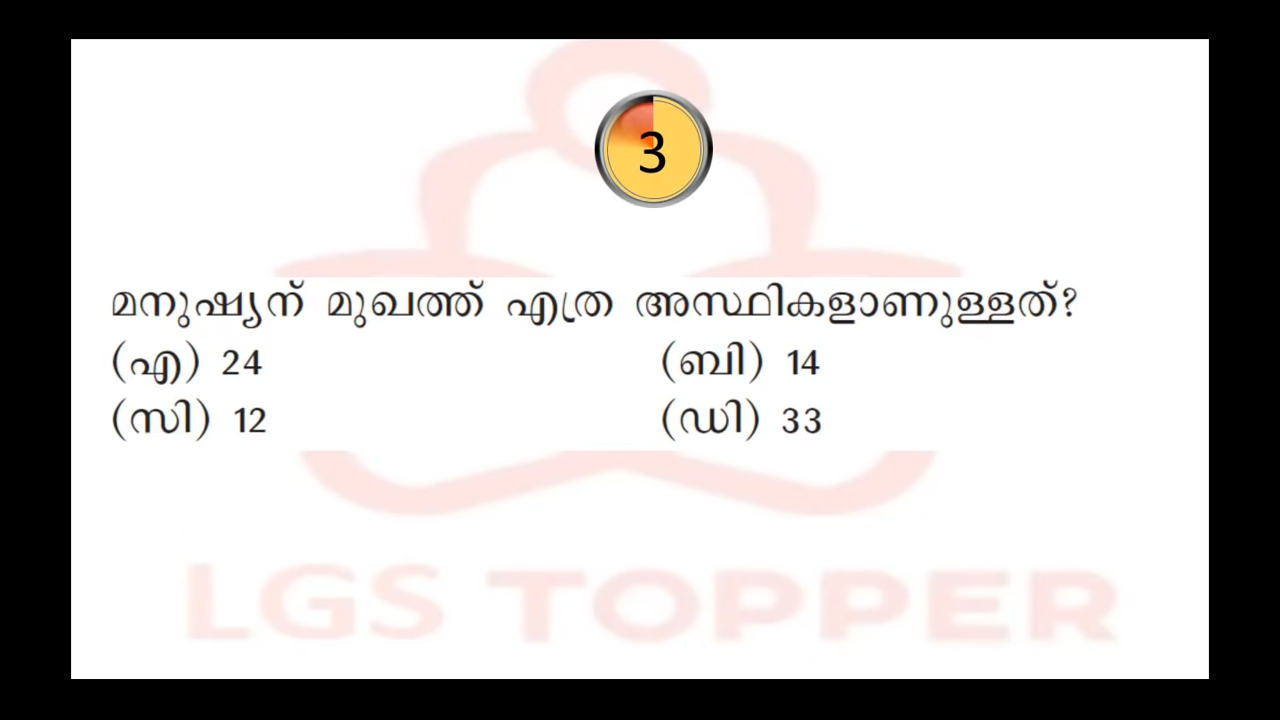 3
മനുഷ്യന് മുഖത്ത് എത്ര അസ്ഥികളാണുള്ളത്?
(എ) 24 (ബി) 14
(സി) 12 (ഡി) 33
LGS TOPPER